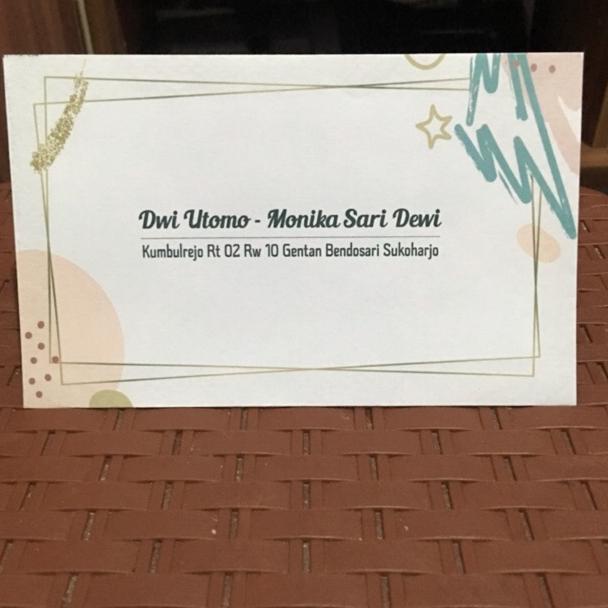 Dwi Utomo - Monika Sari Dewi
Kumbulrejo Rt 02 Rw 10 Gentan Bendosari Sukoharjo